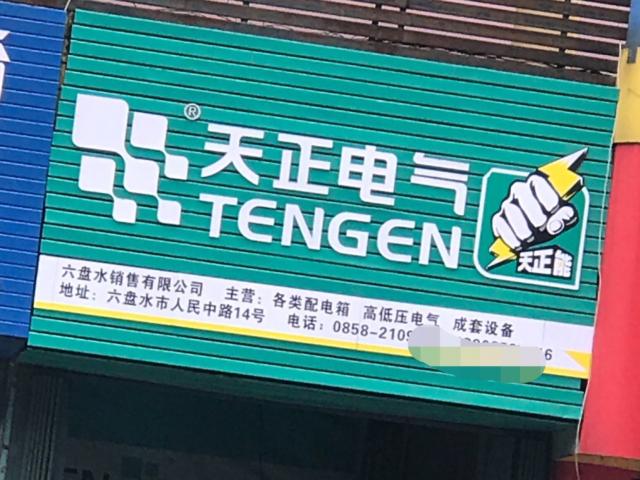 ®
天正电气
TENGEN
天正能
六盘水销售有限公司 主营：各类配电箱 高低压电气 成套设备
地址：六盘水市人民中路14号 电话：0858-2109